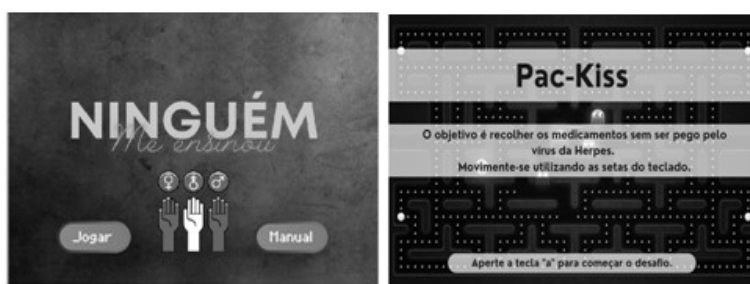 NINGUÉM
Me ensinou
Jogar
Manual
Pac-Kiss
O objetivo é recolher os medicamentos sem ser pego pelo
vírus da Herpes.
Movimente-se utilizando as setas do teclado.
Aperte a tecla "a" para começar o desafio.